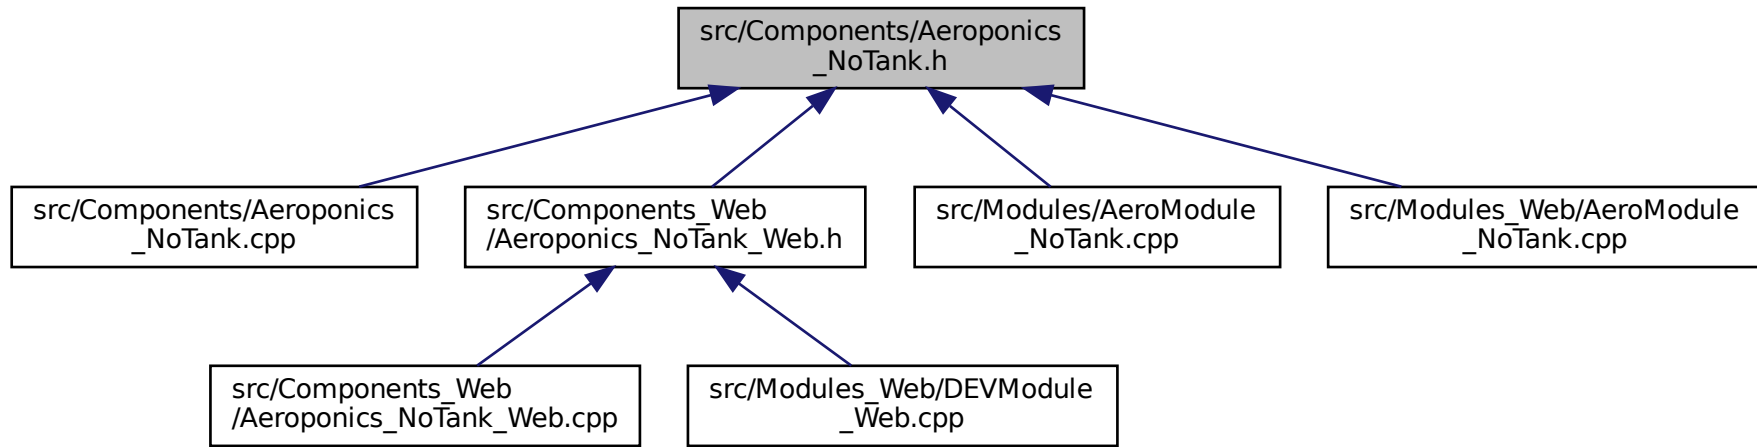 src/Components/Aeroponics
_NoTank.h
src/Components/Aeroponics
_NoTank.cpp
src/Components_Web
/Aeroponics_NoTank_Web.h
src/Modules/AeroModule
_NoTank.cpp
src/Modules_Web/AeroModule
_NoTank.cpp
src/Components_Web
/Aeroponics_NoTank_Web.cpp
src/Modules_Web/DEVModule
_Web.cpp